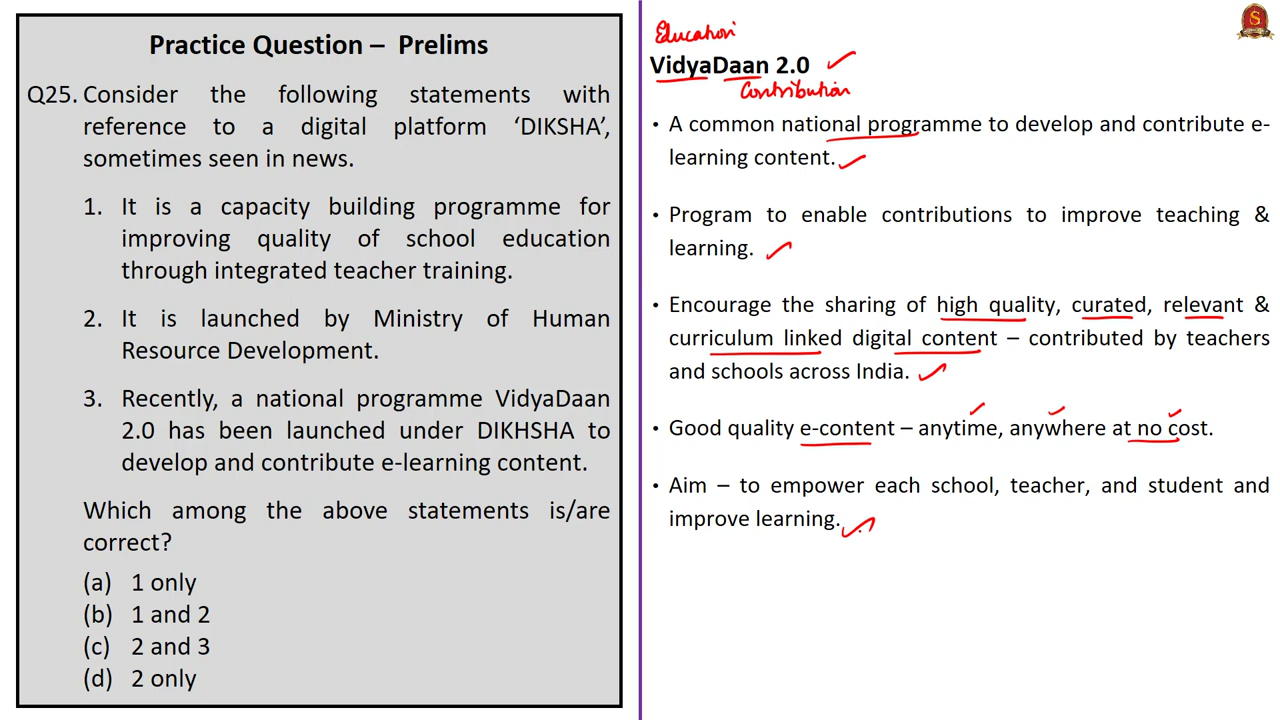 Practice Question – Prelims
Q25. Consider the following statements with
reference to a digital platform ‘DIKSHA’,
sometimes seen in news.
1. It is a capacity building programme for
improving quality of school education
through integrated teacher training.
2. It is launched by Ministry of Human
Resource Development.
3. Recently, a national programme VidyaDaan
2.0 has been launched under DIKHSHA to
develop and contribute e-learning content.
Which among the above statements is/are
correct?
(a) 1 only
(b) 1 and 2
(c) 2 and 3
(d) 2 only
Education
VidyaDaan 2.0
Contribution
• A common national programme to develop and contribute e-
learning content.
• Program to enable contributions to improve teaching &
learning.
• Encourage the sharing of high quality, curated, relevant &
curriculum linked digital content – contributed by teachers
and schools across India.
• Good quality e-content – anytime, anywhere at no cost.
• Aim – to empower each school, teacher, and student and
improve learning.